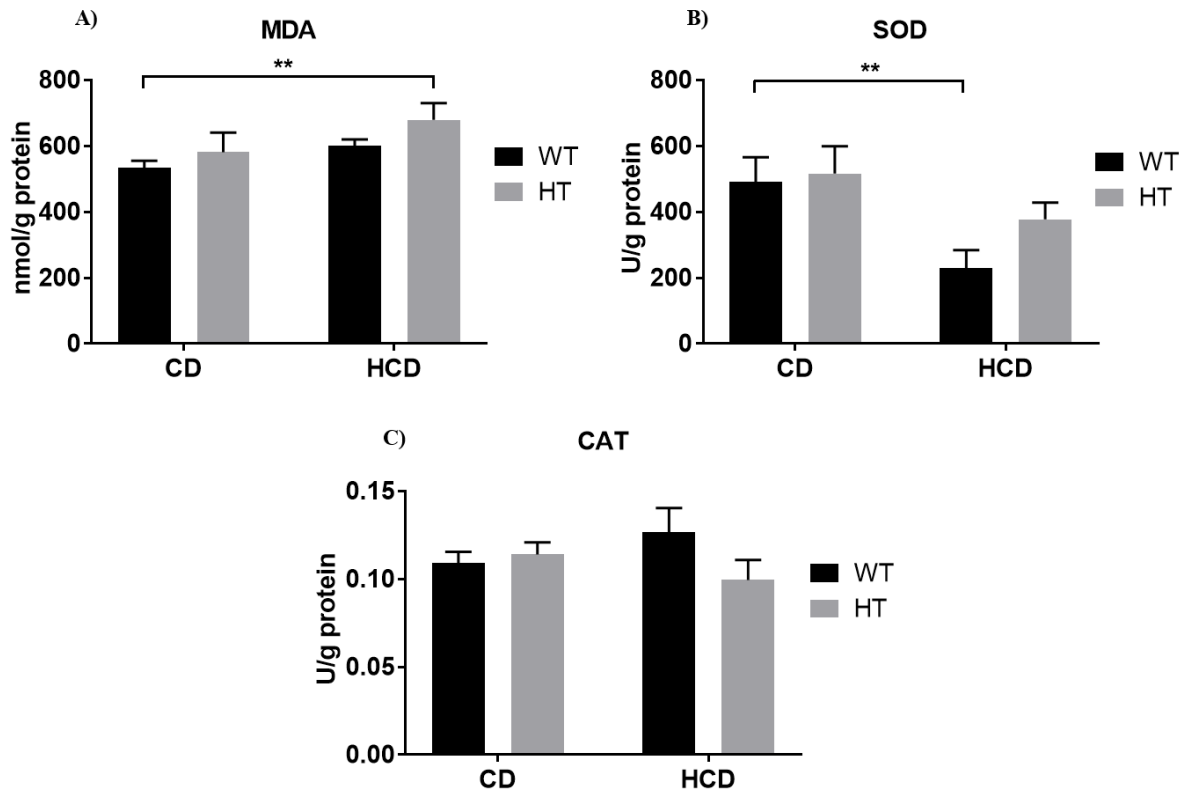 A)
MDA
**
800
600
400
200
0
nmol/g protein
CD
HCD
WT
HT
B)
SOD
**
800
600
400
200
0
U/g protein
CD
HCD
WT
HT
C)
CAT
0.15
0.10
0.05
0.00
U/g protein
CD
HCD
WT
HT